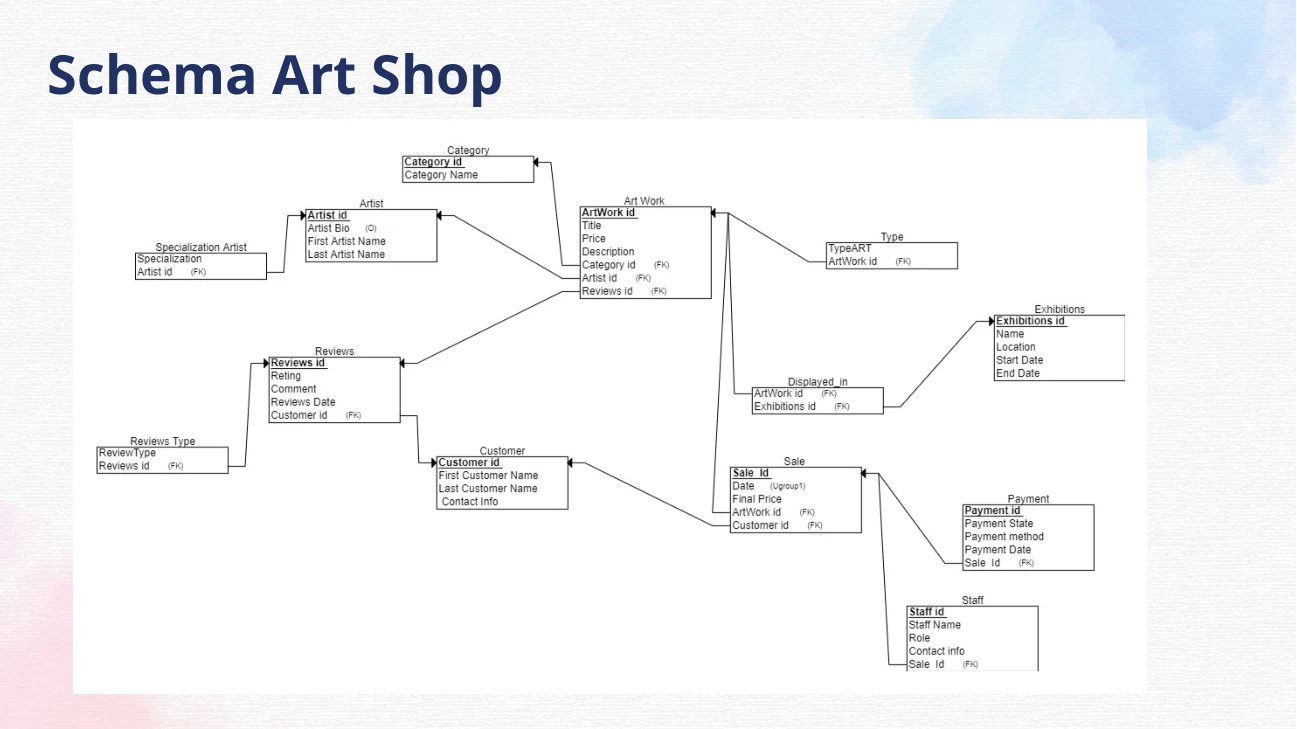 Schema Art Shop
Category
Category id
Category Name
Artist
Artist id
Artist Bio (O)
First Artist Name
Last Artist Name
Art Work
ArtWork id
Title
Price
Description
Category id (FK)
Artist id (FK)
Reviews id (FK)
Specialization Artist
Specialization
Artist id (FK)
Type
TypeART
ArtWork id (FK)
Exhibitions
Exhibitions id
Name
Location
Start Date
End Date
Reviews
Reviews id
Reting
Comment
Reviews Date
Customer id (FK)
Displayed_in
ArtWork id (FK)
Exhibitions id (FK)
Reviews Type
ReviewType
Reviews id (FK)
Customer
Customer id
First Customer Name
Last Customer Name
Contact Info
Sale
Sale_Id
Date (Ugroup1)
Final Price
ArtWork id (FK)
Customer id (FK)
Payment
Payment id
Payment State
Payment method
Payment Date
Sale_Id (FK)
Staff
Staff id
Staff Name
Role
Contact info
Sale_Id (FK)